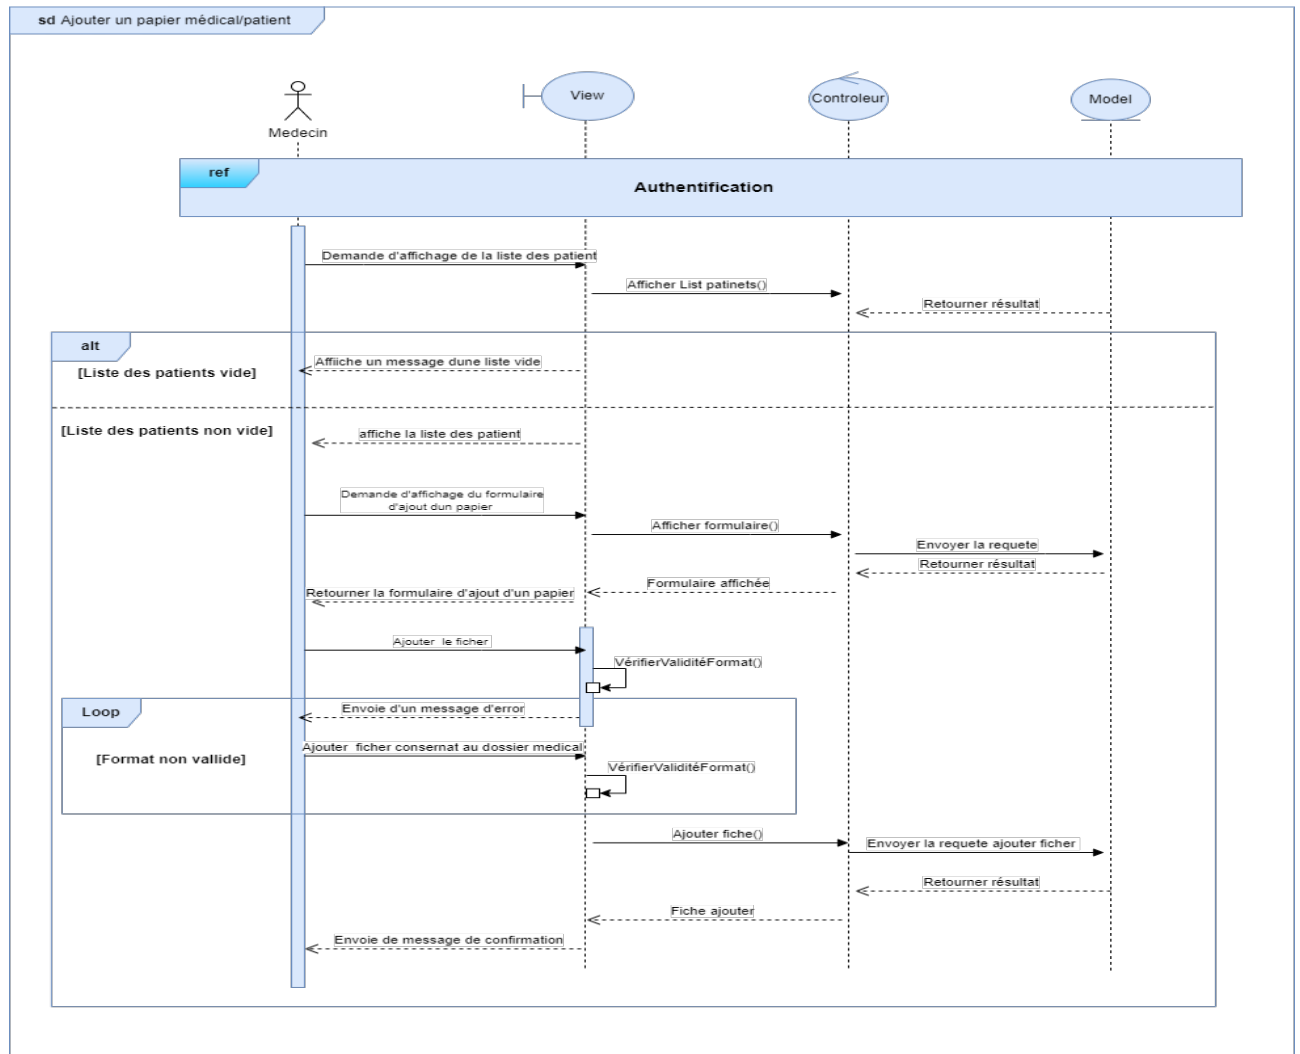 sd Ajouter un papier médical/patient
View
Controleur
Model
Medecin
ref
Authentification
Demande d'affichage de la liste des patient
Afficher List patinets()
Retourner résultat
alt
Affiiche un message dune liste vide
[Liste des patients vide]
[Liste des patients non vide]
affiche la liste des patient
Demande d'affichage du formulaire
d'ajout dun papier
Afficher formulaire()
Envoyer la requete
Retourner résultat
Formulaire affichée
Retourner la formulaire d'ajout d'un papier
Ajouter le ficher
VérifierValiditéFormat()
Loop
Envoie d'un message d'error
Ajouter ficher consernat au dossier medical
[Format non vallide]
VérifierValiditéFormat()
Ajouter fiche()
Envoyer la requete ajouter ficher
Retourner résultat
Fiche ajouter
Envoie de message de confirmation